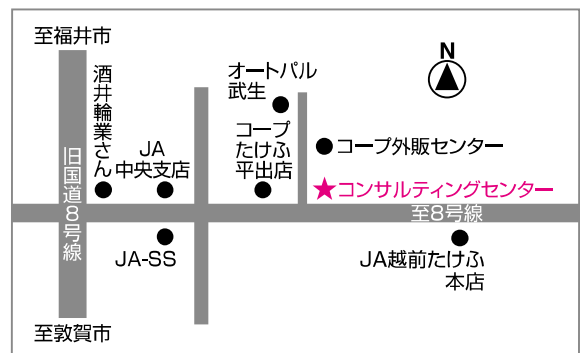 至福井市
酒井輪業さん
旧国道8号線
JA
中央支店
JA-SS
至敦賀市
オートパル
武生
コープ
たけふ
平出店
N
コープ外販センター
★コンサルティングセンター
至8号線
JA越前たけふ
本店